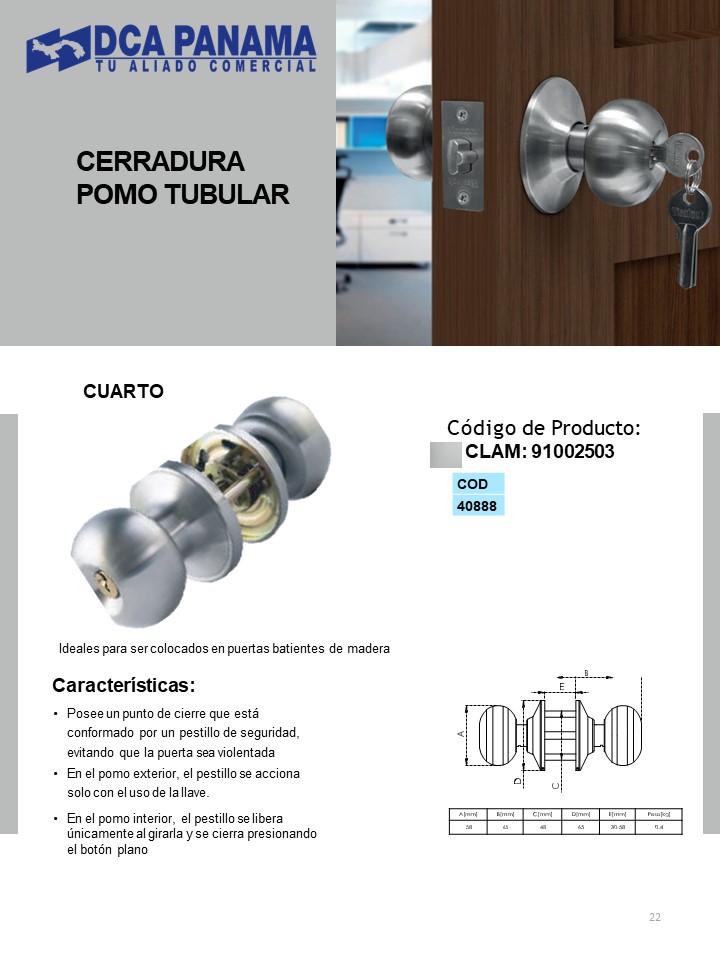 DCA PANAMA
TU ALIADO COMERCIAL
CERRADURA
POMO TUBULAR
CUARTO
Código de Producto:
CLAM: 91002503
COD
40888
Ideales para ser colocados en puertas batientes de madera
Características:
• Posee un punto de cierre que está
conformado por un pestillo de seguridad,
evitando que la puerta sea violentada
• En el pomo exterior, el pestillo se acciona
solo con el uso de la llave.
• En el pomo interior, el pestillo se libera
únicamente al girarla y se cierra presionando
el botón plano
B
E
A
D
C
A[mm] B[mm] C[mm] D[mm] E[mm] Peso[kg]
58 65 48 65 30-58 0.4
22